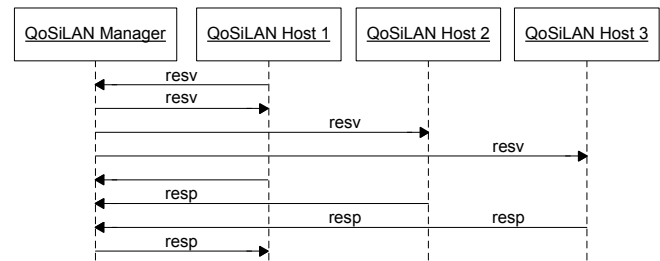 QoSiLAN Manager QoSiLAN Host 1 QoSiLAN Host 2 QoSiLAN Host 3
resv
resv
resv
resv
resp
resp resp
resp